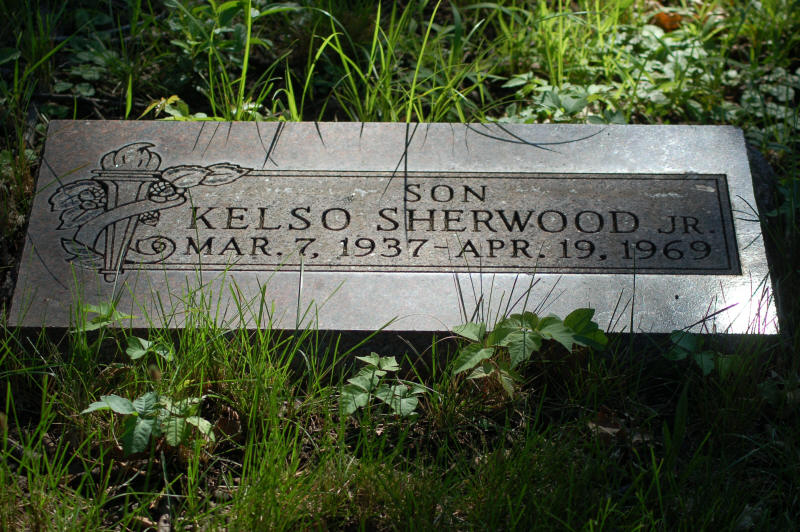 SON
KELSO SHERWOOD JR.
MAR. 7, 1937 - APR. 19, 1969